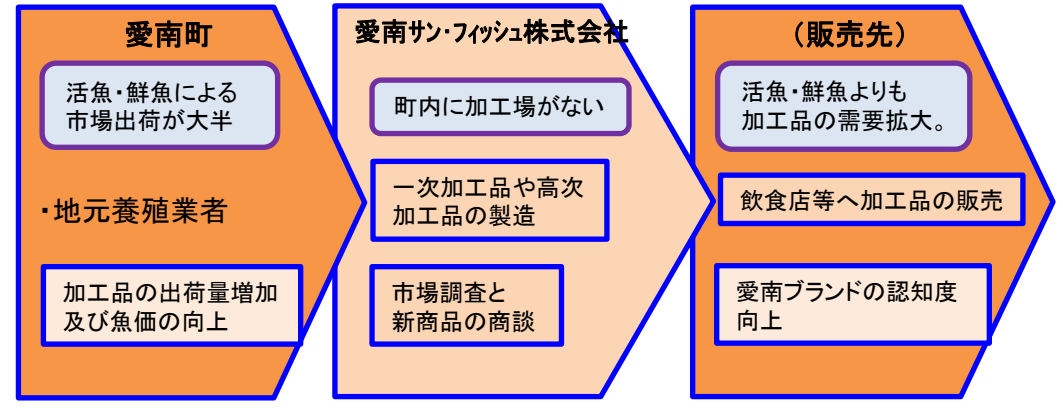 愛南町
活魚・鮮魚による
市場出荷が大半
・地元養殖業者
加工品の出荷量増加
及び魚価の向上
愛南サン・フィッシュ株式会社
町内に加工場がない
一次加工品や高次
加工品の製造
市場調査と
新商品の商談
（販売先）
活魚・鮮魚よりも
加工品の需要拡大。
飲食店等へ加工品の販売
愛南ブランドの認知度
向上